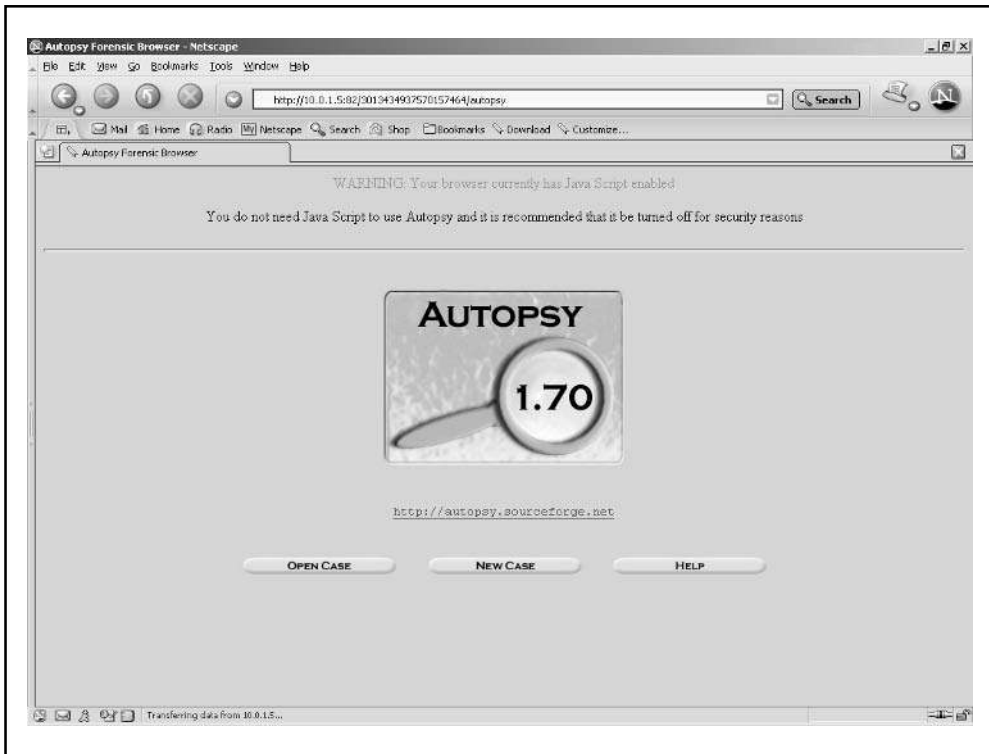 Autopsy Forensic Browser - Netscape
File Edit View Go Bookmarks Tools Window Help
http://10.0.1.5:82/3013434937570157464/autopsy
Search
N
Mail Home Radio My Netscape Search Shop Bookmarks Download Customize...
Autopsy Forensic Browser
WARNING: Your browser currently has Java Script enabled
You do not need Java Script to use Autopsy and it is recommended that it be turned off for security reasons
AUTOPSY
1.70
http://autopsy.sourceforge.net
OPEN CASE NEW CASE HELP
Transferring data from 10.0.1.5...